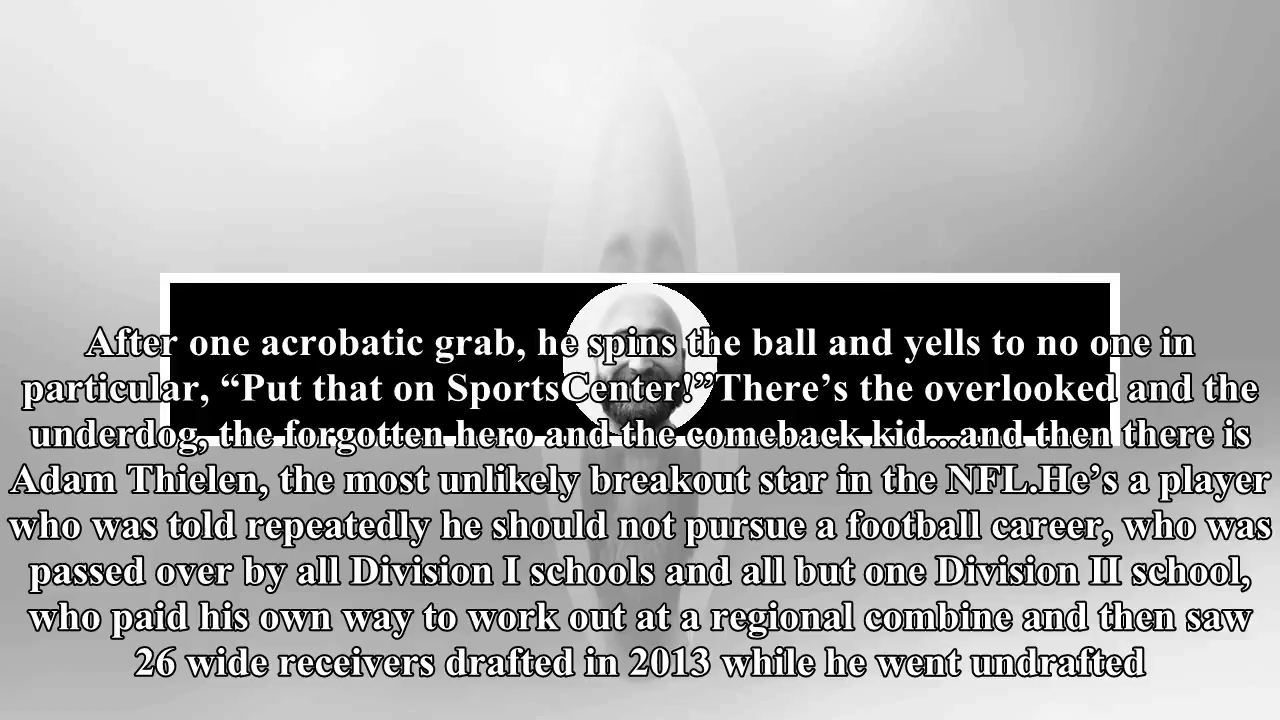 After one acrobatic grab, he spins the ball and yells to no one in
particular, “Put that on SportsCenter!”There’s the overlooked and the
underdog, the forgotten hero and the comeback kid...and then there is
Adam Thielen, the most unlikely breakout star in the NFL.He’s a player
who was told repeatedly he should not pursue a football career, who was
passed over by all Division I schools and all but one Division II school,
who paid his own way to work out at a regional combine and then saw
26 wide receivers drafted in 2013 while he went undrafted